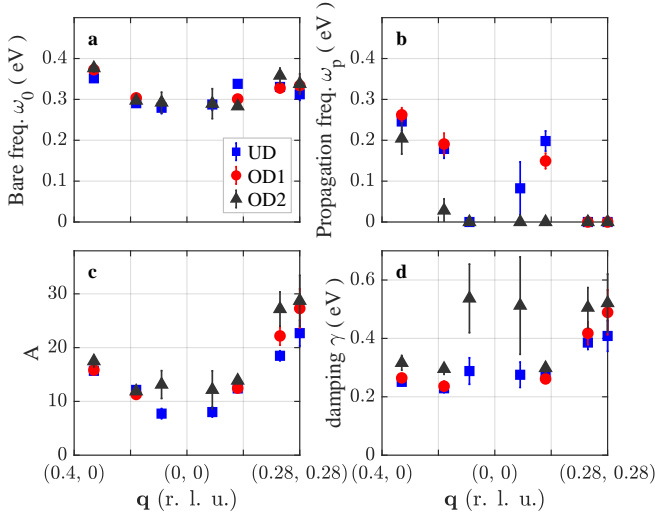 a
Bare freq. ω0 ( eV )
0.4
0.3
0.2
0.1
0
UD
OD1
OD2
b
Propagation freq. ωp ( eV )
0.4
0.3
0.2
0.1
0
c
A
30
20
10
0
(0.4, 0)
(0, 0)
(0.28, 0.28)
q (r. l. u.)
d
damping γ ( eV )
0.6
0.4
0.2
0
(0.4, 0)
(0, 0)
(0.28, 0.28)
q (r. l. u.)